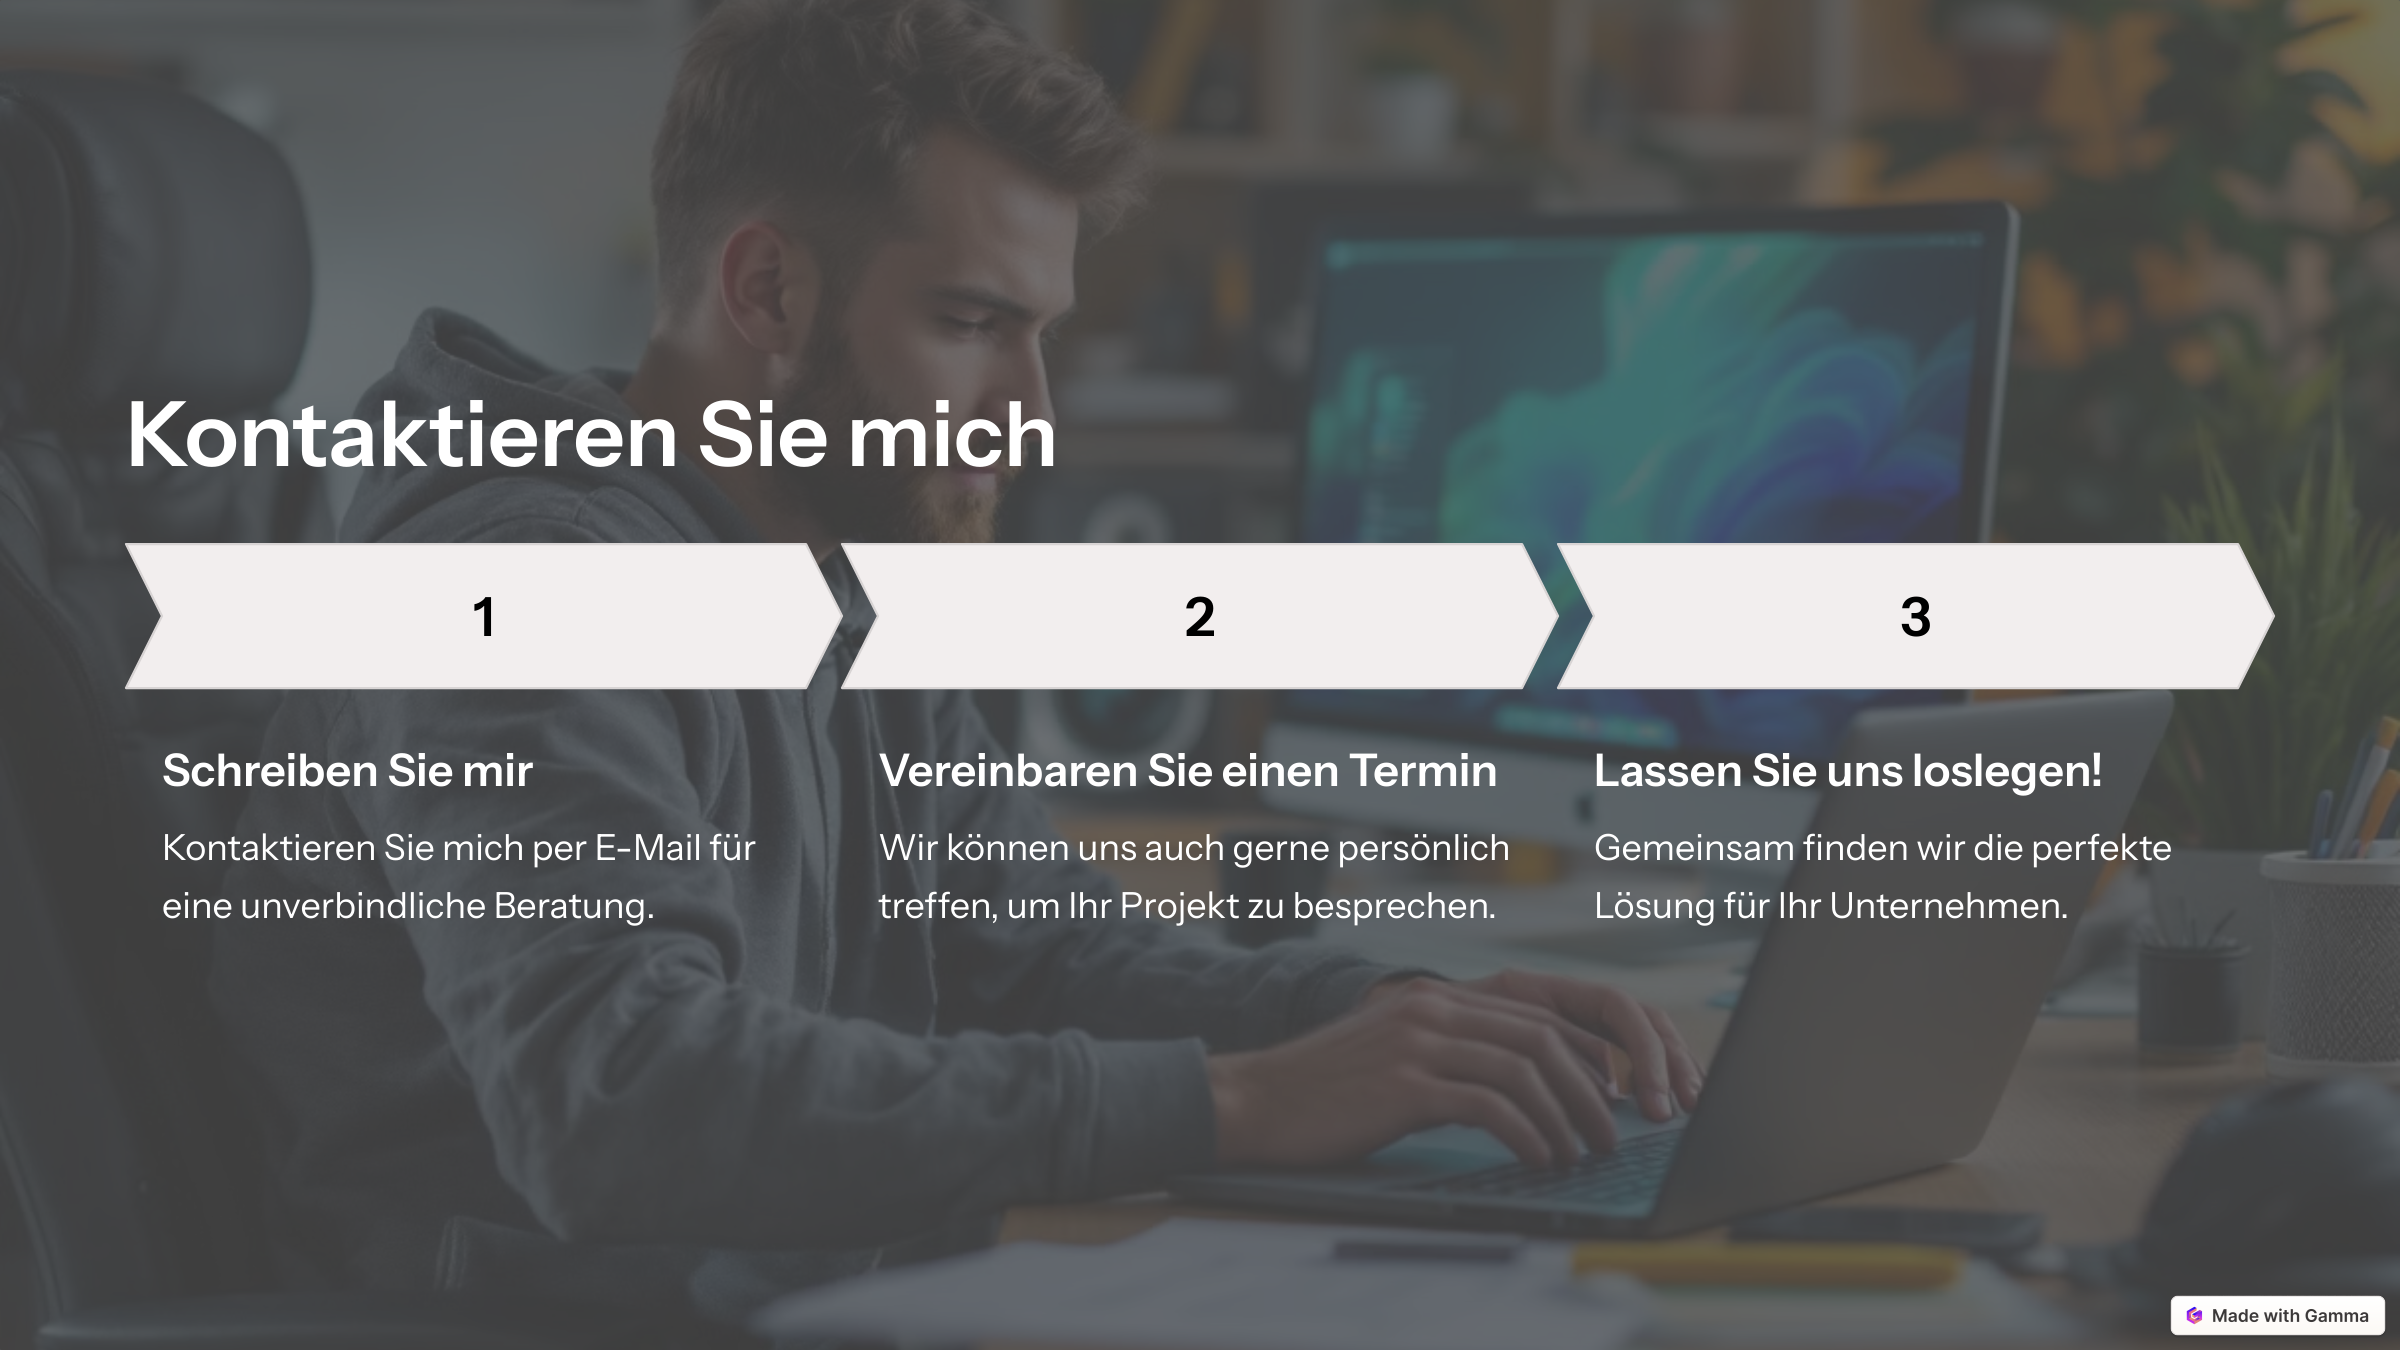 Kontaktieren Sie mich
1
2
3
Schreiben Sie mir
Kontaktieren Sie mich per E-Mail für
eine unverbindliche Beratung.
Vereinbaren Sie einen Termin
Wir können uns auch gerne persönlich
treffen, um Ihr Projekt zu besprechen.
Lassen Sie uns loslegen!
Gemeinsam finden wir die perfekte
Lösung für Ihr Unternehmen.
Made with Gamma